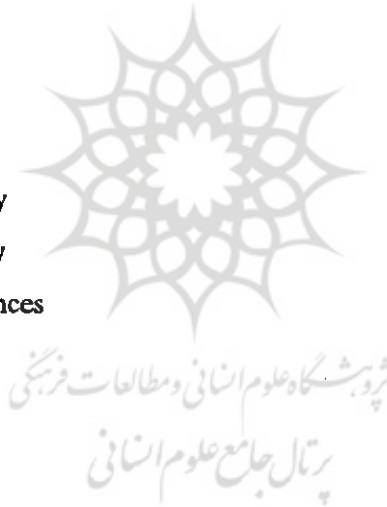 y
y
nces
پژوهشگاه علوم انسانی و مطالعات فرهنگی
پرتال جامع علوم انسانی